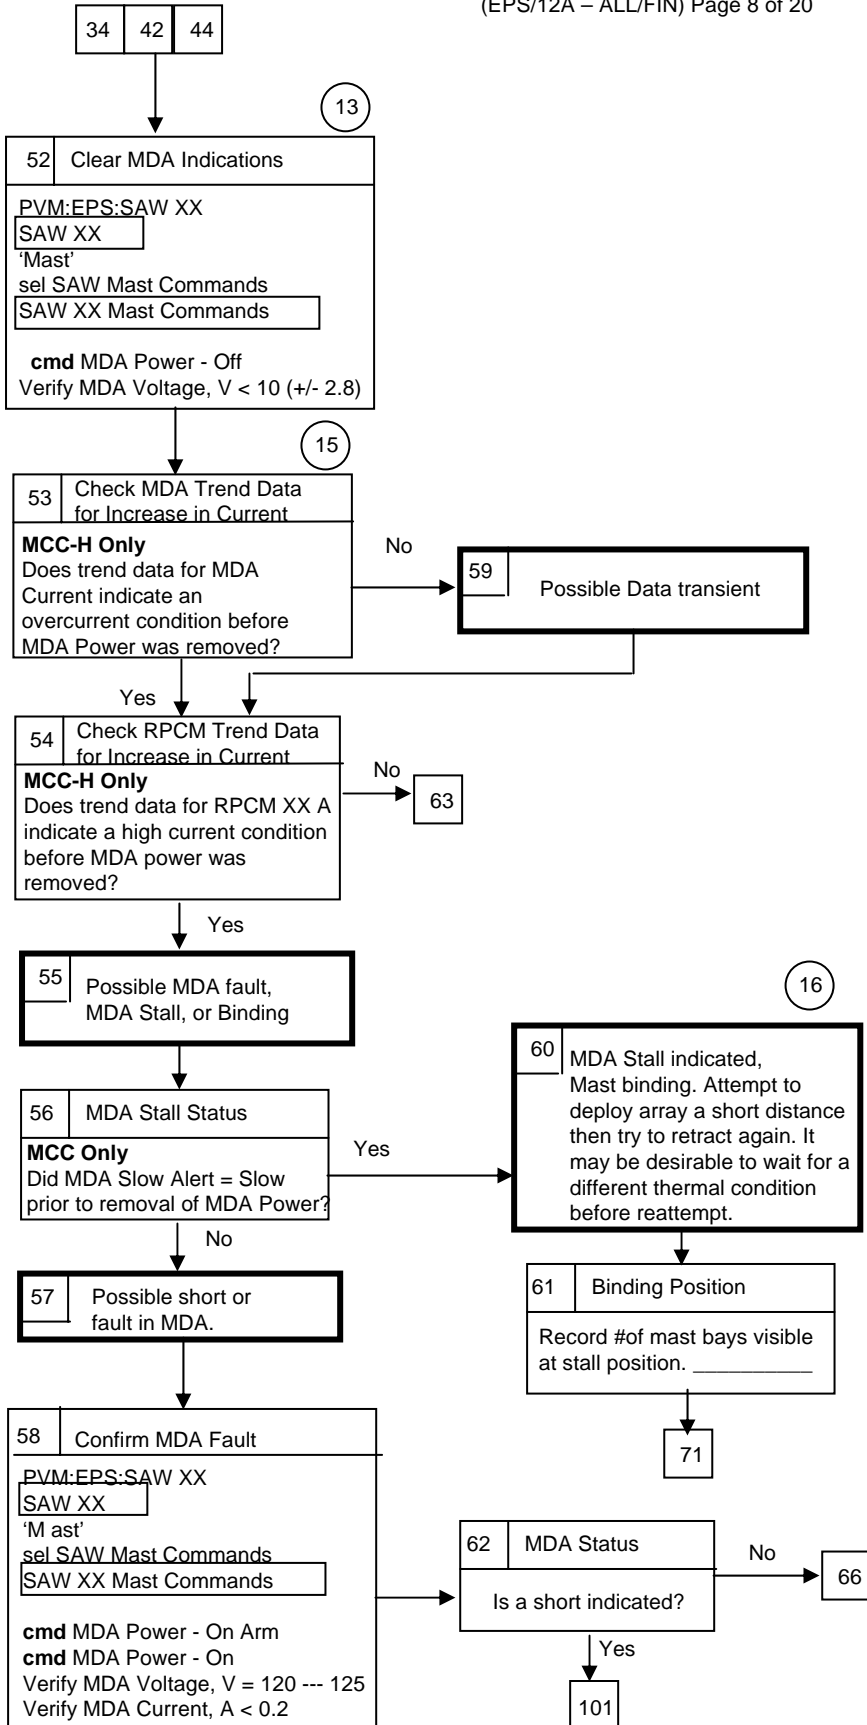 (EPS/12A – ALL/FIN) Page 8 of 20
34 42 44
13
52 Clear MDA Indications
PVM:EPS:SAW XX
SAW XX
‘Mast’
sel SAW Mast Commands
SAW XX Mast Commands
cmd MDA Power - Off
Verify MDA Voltage, V < 10 (+/- 2.8)
15
53 Check MDA Trend Data
for Increase in Current
MCC-H Only
Does trend data for MDA
Current indicate an
overcurrent condition before
MDA Power was removed?
No
59 Possible Data transient
Yes
54 Check RPCM Trend Data
for Increase in Current
MCC-H Only
Does trend data for RPCM XX A
indicate a high current condition
before MDA power was
removed?
No
63
Yes
55 Possible MDA fault,
MDA Stall, or Binding
16
60 MDA Stall indicated,
Mast binding. Attempt to
deploy array a short distance
then try to retract again. It
may be desirable to wait for a
different thermal condition
before reattempt.
56 MDA Stall Status
MCC Only
Did MDA Slow Alert = Slow
prior to removal of MDA Power?
Yes
No
61 Binding Position
Record #of mast bays visible
at stall position. __________
71
57 Possible short or
fault in MDA.
58 Confirm MDA Fault
PVM:EPS:SAW XX
SAW XX
‘M ast’
sel SAW Mast Commands
SAW XX Mast Commands
cmd MDA Power - On Arm
cmd MDA Power - On
Verify MDA Voltage, V = 120 --- 125
Verify MDA Current, A < 0.2
62 MDA Status
Is a short indicated?
No
66
Yes
101